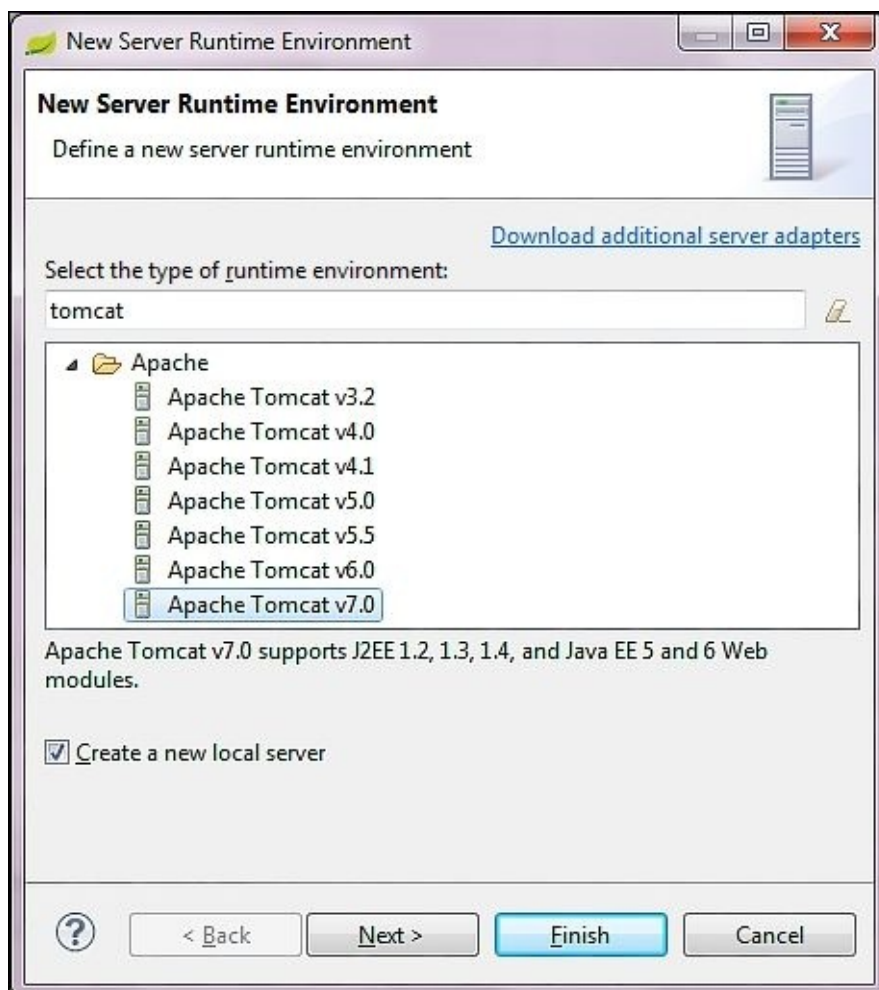 New Server Runtime Environment
New Server Runtime Environment
Define a new server runtime environment
Download additional server adapters
Select the type of runtime environment:
tomcat
Apache
Apache Tomcat v3.2
Apache Tomcat v4.0
Apache Tomcat v4.1
Apache Tomcat v5.0
Apache Tomcat v5.5
Apache Tomcat v6.0
Apache Tomcat v7.0
Apache Tomcat v7.0 supports J2EE 1.2, 1.3, 1.4, and Java EE 5 and 6 Web
modules.
Create a new local server
? < Back Next > Finish Cancel